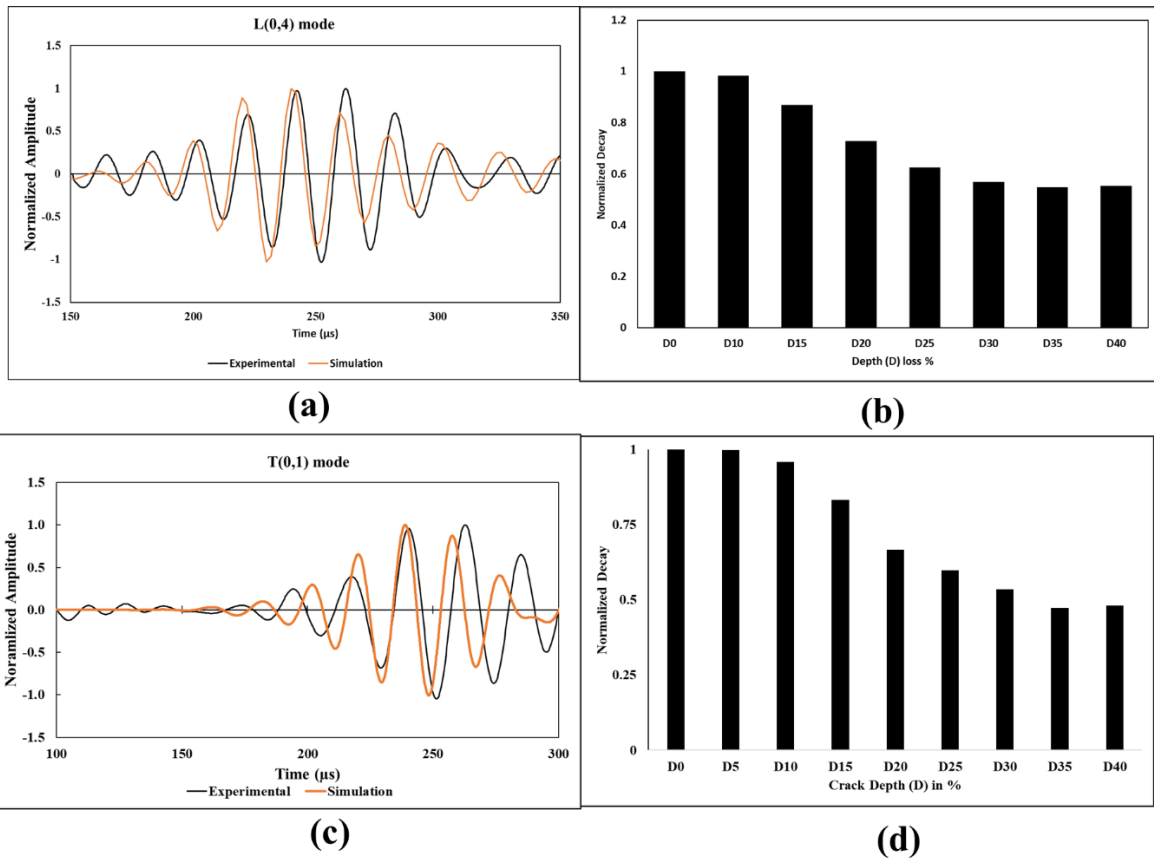 L(0,4) mode
Normalized Amplitude
1.5
1.0
0.5
0
-0.5
-1.0
-1.5
150 200 250 300 350
Time (µs)
Experimental Simulation
(a)
Normalized Decay
1.2
1
0.8
0.6
0.4
0.2
0
D0 D10 D15 D20 D25 D30 D35 D40
Depth (D) loss %
(b)
T(0,1) mode
Noramlized Amplitude
1.5
1.0
0.5
0.0
-0.5
-1.0
-1.5
100 150 200 250 300
Time (µs)
Experimental Simulation
(c)
Normalized Decay
1
0.75
0.5
0.25
0
D0 D5 D10 D15 D20 D25 D30 D35 D40
Crack Depth (D) in %
(d)